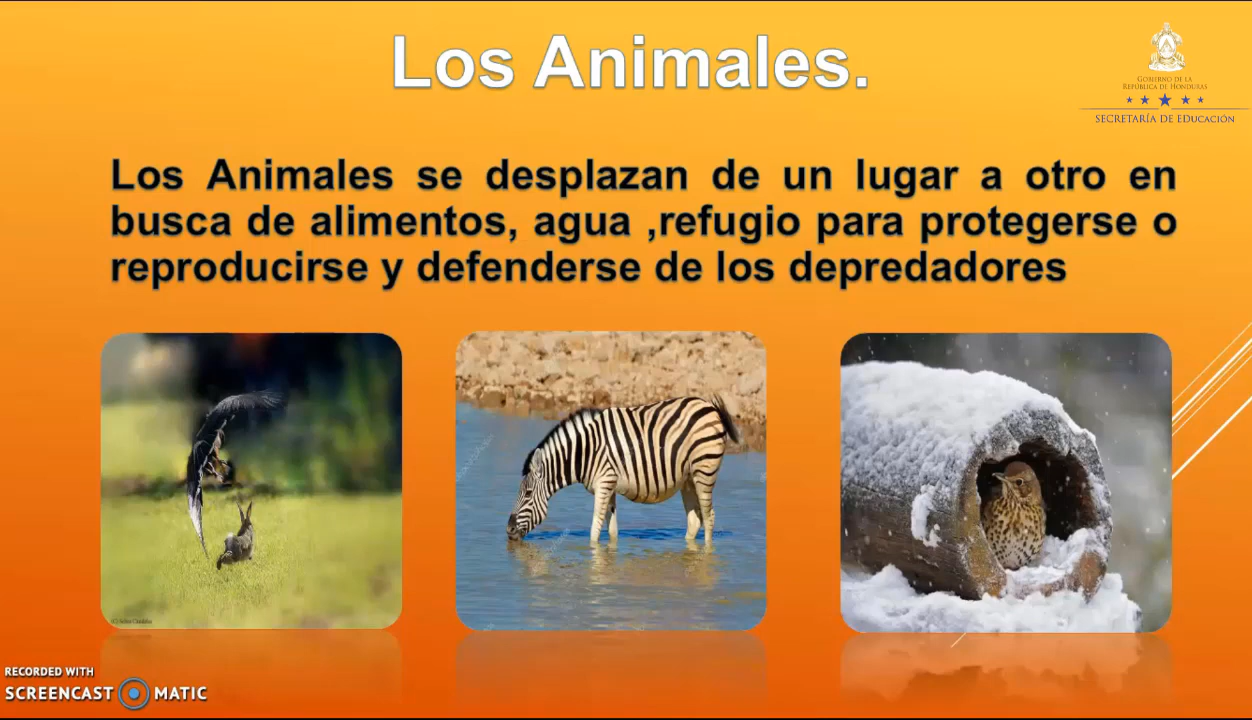 Los Animales.
GOBIERNO DE LA
REPÚBLICA DE HONDURAS
SECRETARÍA DE EDUCACIÓN
Los Animales se desplazan de un lugar a otro en
busca de alimentos, agua ,refugio para protegerse o
reproducirse y defenderse de los depredadores
RECORDED WITH
SCREENCAST MATIC